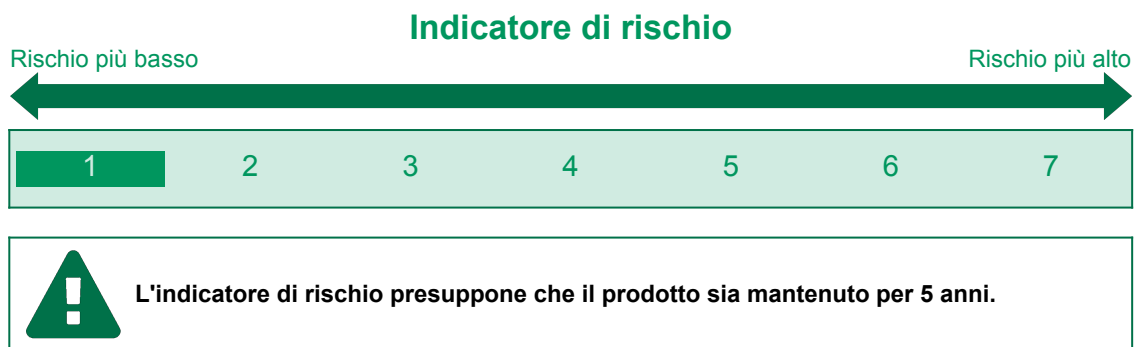 Indicatore di rischio
Rischio più basso Rischio più alto
1 2 3 4 5 6 7
L'indicatore di rischio presuppone che il prodotto sia mantenuto per 5 anni.